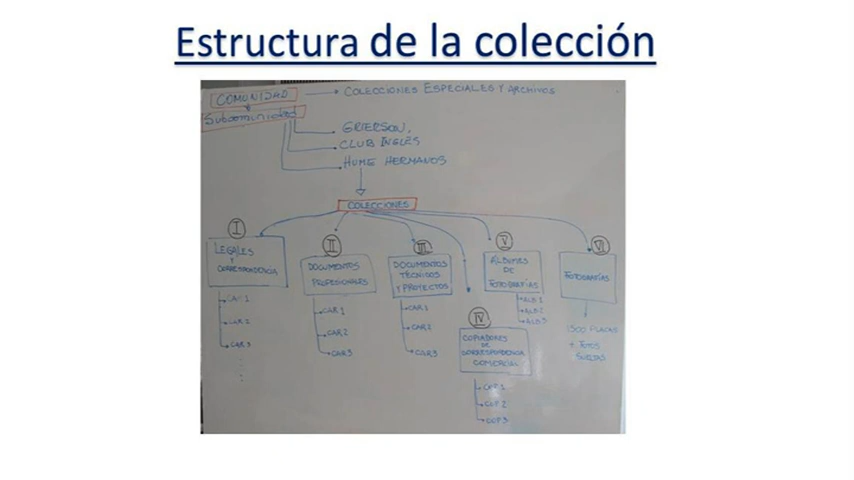 Estructura de la colección
COMUNIDAD → COLECCIONES ESPECIALES Y ARCHIVOS
Subcomunidad
GRIERSON,
CLUB INGLÉS
HUME HERMANOS
COLECCIONES
I
LEGALES
Y
CORRESPONDENCIA
CAR 1
CAR 2
CAR 3
II
DOCUMENTOS
PROFESIONALES
CAR 1
CAR 2
CAR 3
III
DOCUMENTOS
TÉCNICOS
Y PROYECTOS
CAR 1
CAR 2
CAR 3
IV
COPIADORES
DE
CORRESPONDENCIA
COMERCIAL
COP 1
COP 2
COP 3
V
ÁLBUMES
DE
FOTOGRAFÍAS
ALB 1
ALB 2
ALB 3
VI
FOTOGRAFÍAS
1500 PLACAS
+ FOTOS
SUELTAS